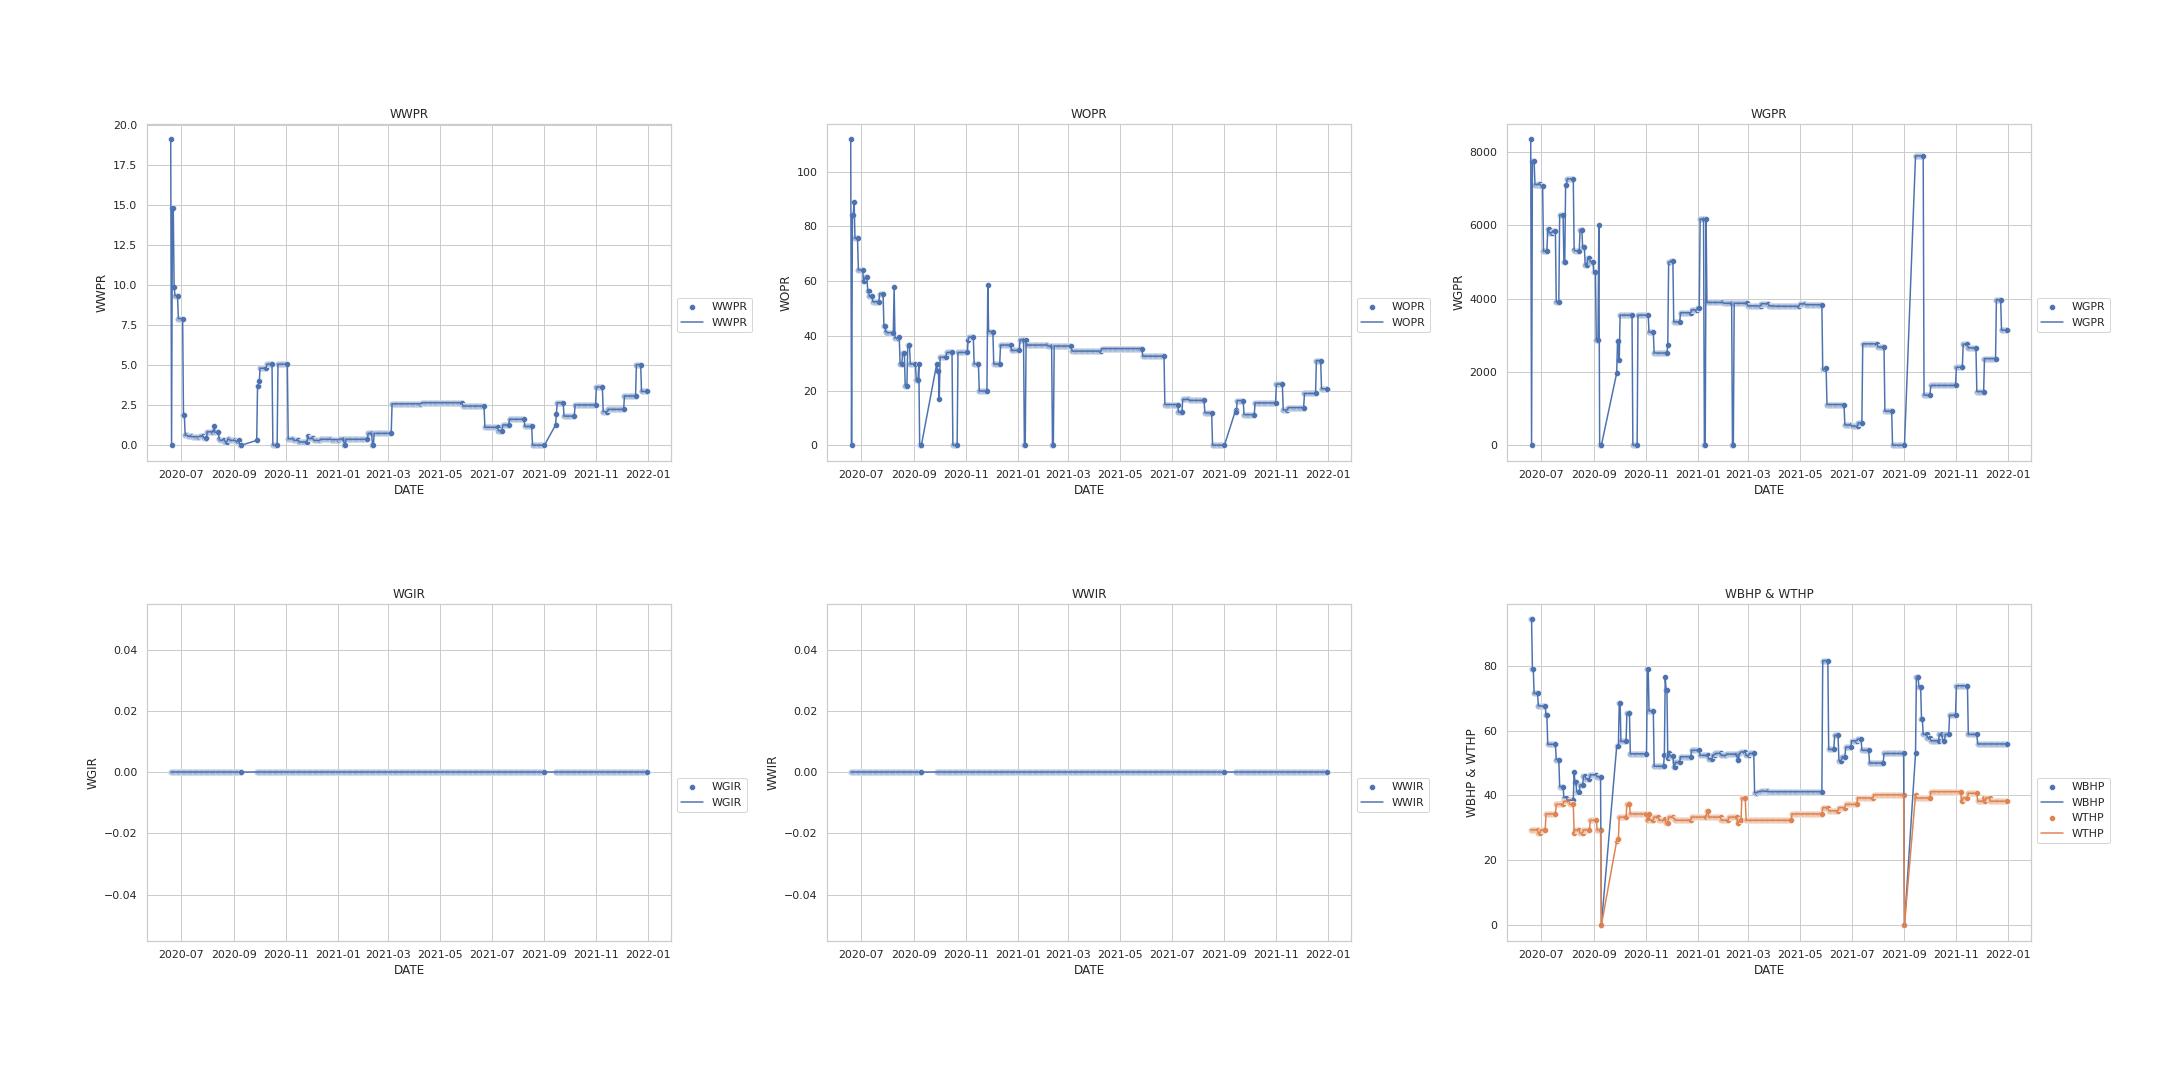 WWPR
20.0
17.5
15.0
12.5
10.0
7.5
5.0
2.5
0.0
WWPR
2020-07 2020-09 2020-11 2021-01 2021-03 2021-05 2021-07 2021-09 2021-11 2022-01
DATE
WWPR
WWPR
WOPR
100
80
60
40
20
0
WOPR
2020-07 2020-09 2020-11 2021-01 2021-03 2021-05 2021-07 2021-09 2021-11 2022-01
DATE
WOPR
WOPR
WGPR
8000
6000
4000
2000
0
WGPR
2020-07 2020-09 2020-11 2021-01 2021-03 2021-05 2021-07 2021-09 2021-11 2022-01
DATE
WGPR
WGPR
WGIR
0.04
0.02
0.00
−0.02
−0.04
WGIR
2020-07 2020-09 2020-11 2021-01 2021-03 2021-05 2021-07 2021-09 2021-11 2022-01
DATE
WGIR
WGIR
WWIR
0.04
0.02
0.00
−0.02
−0.04
WWIR
2020-07 2020-09 2020-11 2021-01 2021-03 2021-05 2021-07 2021-09 2021-11 2022-01
DATE
WWIR
WWIR
WBHP & WTHP
80
60
40
20
0
WBHP & WTHP
2020-07 2020-09 2020-11 2021-01 2021-03 2021-05 2021-07 2021-09 2021-11 2022-01
DATE
WBHP
WBHP
WTHP
WTHP